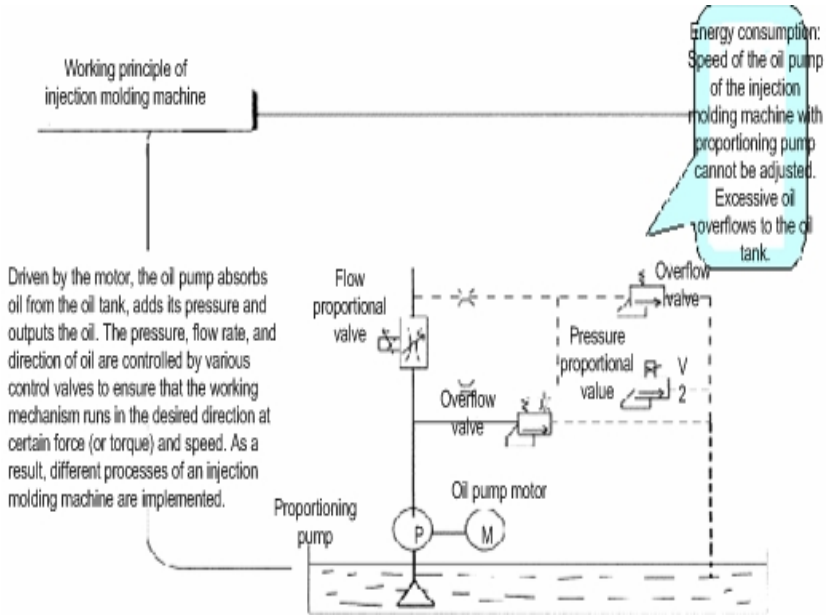 Working principle of
injection molding machine
Energy consumption:
Speed of the oil pump
of the injection
molding machine with
proportioning pump
cannot be adjusted.
Excessive oil
overflows to the oil
tank.
Driven by the motor, the oil pump absorbs
oil from the oil tank, adds its pressure and
outputs the oil. The pressure, flow rate, and
direction of oil are controlled by various
control valves to ensure that the working
mechanism runs in the desired direction at
certain force (or torque) and speed. As a
result, different processes of an injection
molding machine are implemented.
Flow
proportional
valve
Overflow
valve
Pressure
proportional
value
V
2
Overflow
valve
Oil pump motor
Proportioning
pump
P
M